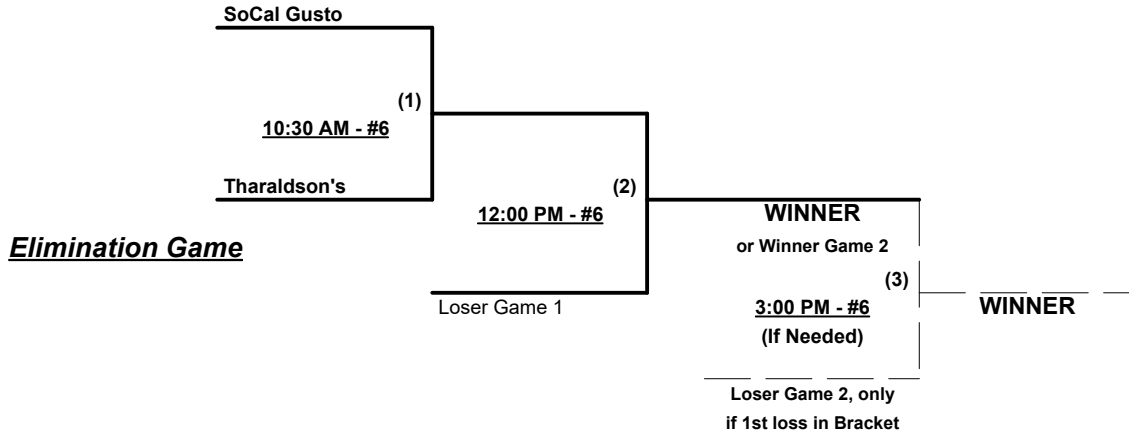 SoCal Gusto
(1)
10:30 AM - #6
Tharaldson's
(2)
12:00 PM - #6
WINNER
or Winner Game 2
Elimination Game
(3)
Loser Game 1
3:00 PM - #6
WINNER
(If Needed)
Loser Game 2, only
if 1st loss in Bracket